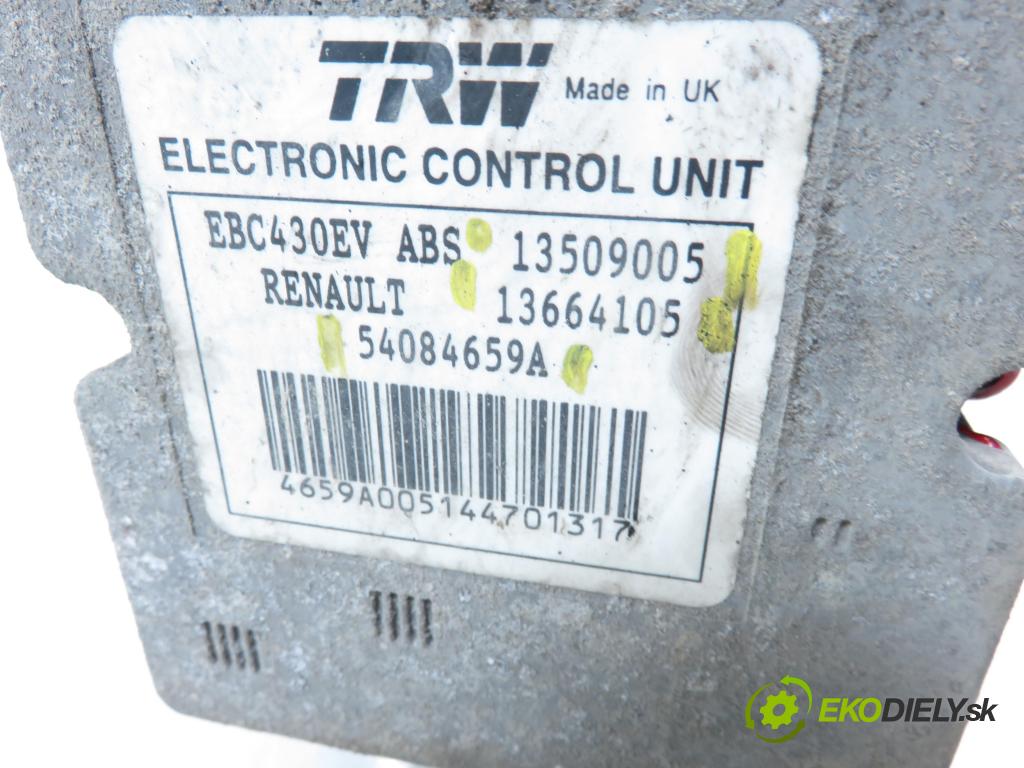 TRW Made in UK
ELECTRONIC CONTROL UNIT
EBC430EV ABS 13509005
RENAULT 13664105
54084659A
4659A005144701317
EKODIELY.sk